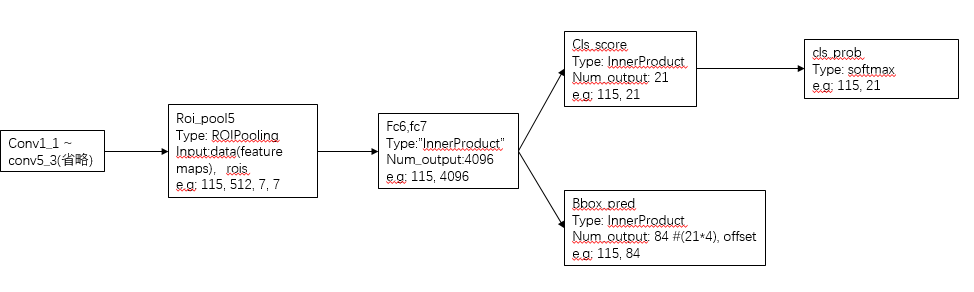 Conv1_1 ~
conv5_3(省略)
Roi_pool5
Type: ROIPooling
Input:data(feature
maps), rois
e.g: 115, 512, 7, 7
Fc6,fc7
Type:"InnerProduct"
Num_output:4096
e.g: 115, 4096
Cls_score
Type: InnerProduct
Num_output: 21
e.g: 115, 21
cls_prob
Type: softmax
e.g: 115, 21
Bbox_pred
Type: InnerProduct
Num_output: 84 #(21*4), offset
e.g: 115, 84